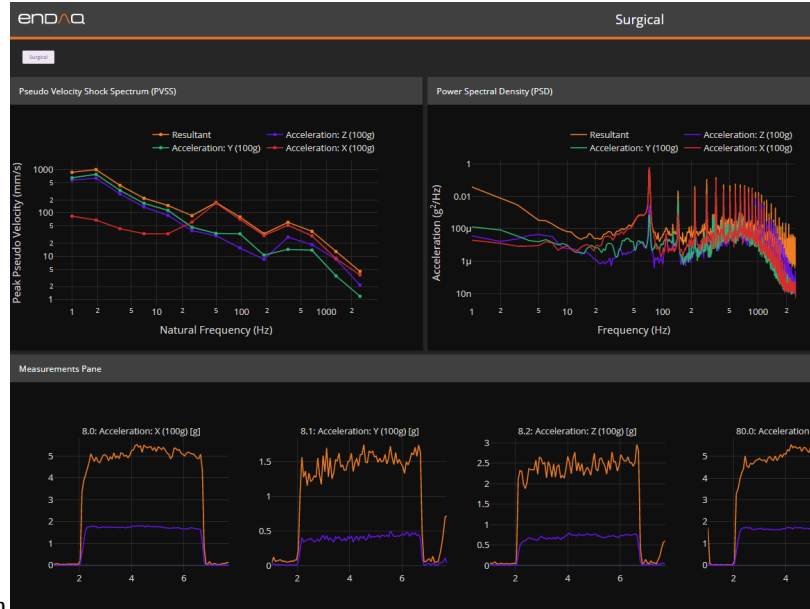 enDAQ
Surgical
Surgical
Pseudo Velocity Shock Spectrum (PVSS)
Power Spectral Density (PSD)
Resultant
Acceleration: Z (100g)
Acceleration: Y (100g)
Acceleration: X (100g)
Peak Pseudo Velocity (mm/s)
1000
5
2
100
5
2
10
5
2
1
1 2 5 10 2 5 100 2 5 1000 2
Natural Frequency (Hz)
Resultant
Acceleration: Z (100g)
Acceleration: Y (100g)
Acceleration: X (100g)
Acceleration (g²/Hz)
1
0.01
100µ
1µ
10n
1 2 5 10 2 5 100 2 5 1000 2
Frequency (Hz)
Measurements Pane
8.0: Acceleration: X (100g) [g]
5
4
3
2
1
0
2 4 6
8.1: Acceleration: Y (100g) [g]
1.5
1
0.5
0
2 4 6
8.2: Acceleration: Z (100g) [g]
3
2.5
2
1.5
1
0.5
0
2 4 6
80.0: Acceleration
5
4
3
2
1
0
2 4